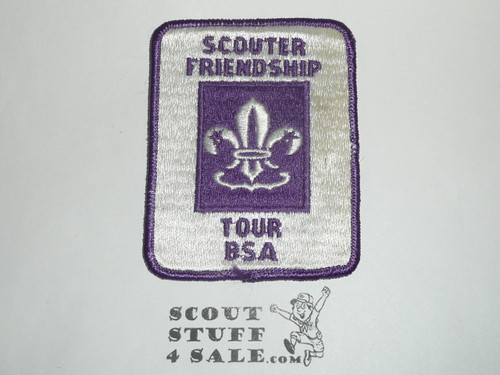 SCOUTER
FRIENDSHIP
TOUR
BSA
SCOUT
STUFF
4 SALE.com